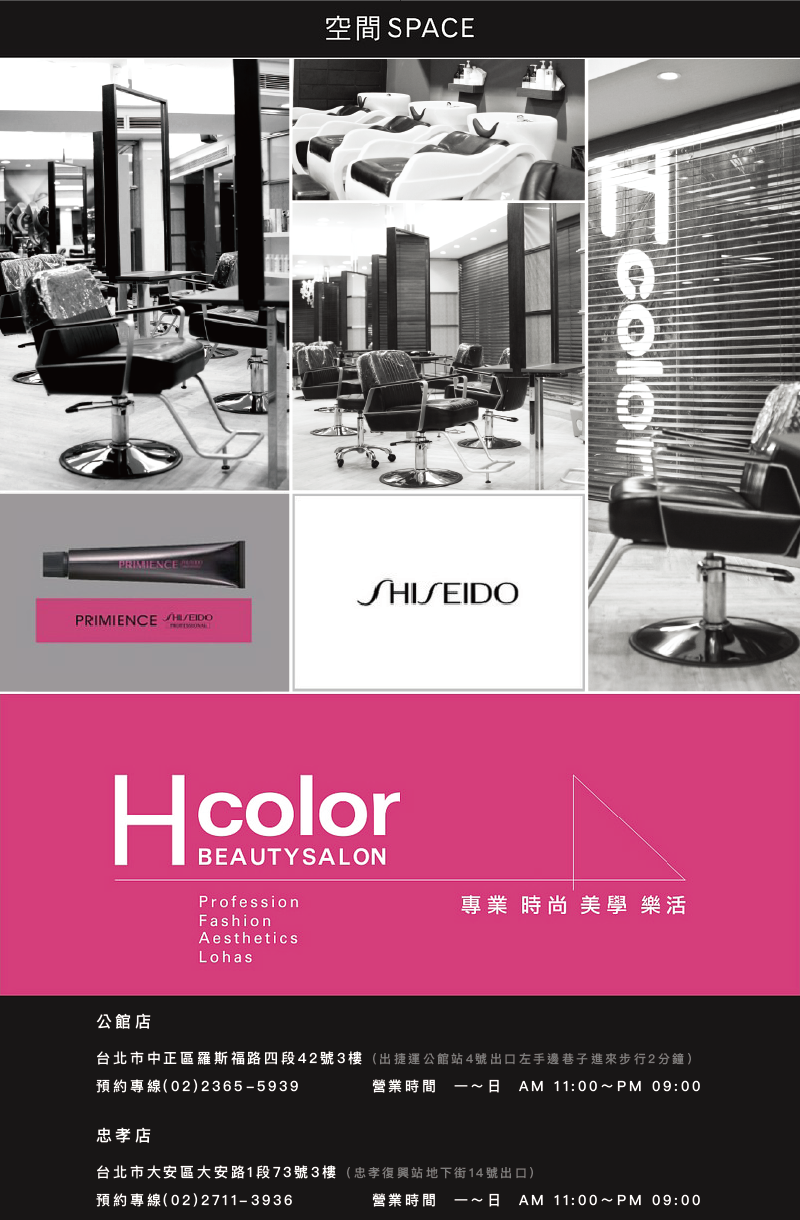 空間SPACE
H color
PRIMIENCE SHISEIDO
PRIMIENCE SHISEIDO
PROFESSIONAL
SHISEIDO
H color
BEAUTYSALON
Profession
Fashion
Aesthetics
Lohas
專業 時尚 美學 樂活
公館店
台北市中正區羅斯福路四段42號3樓（出捷運公館站4號出口左手邊巷子進來步行2分鐘）
預約專線(02)2365-5939 營業時間 一～日 AM 11:00～PM 09:00
忠孝店
台北市大安區大安路1段73號3樓（忠孝復興站地下街14號出口）
預約專線(02)2711-3936 營業時間 一～日 AM 11:00～PM 09:00